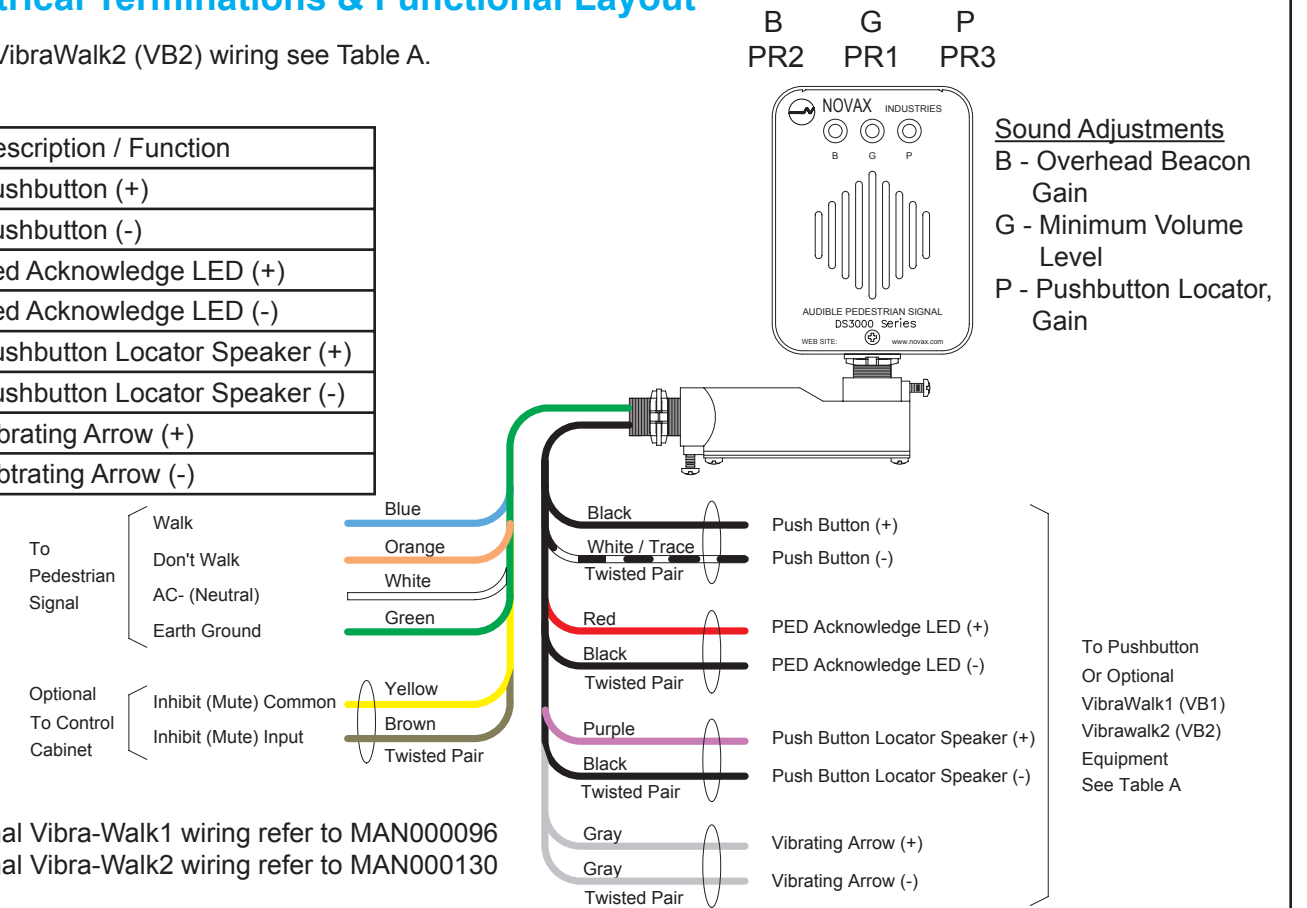 trical Terminations & Functional Layout
VibraWalk2 (VB2) wiring see Table A.
B G P
PR2 PR1 PR3
NOVAX INDUSTRIES
B G P
AUDIBLE PEDESTRIAN SIGNAL
DS3000 Series
WEB SITE: www.novax.com
Sound Adjustments
B - Overhead Beacon
Gain
G - Minimum Volume
Level
P - Pushbutton Locator,
Gain
escription / Function
ushbutton (+)
ushbutton (-)
ed Acknowledge LED (+)
ed Acknowledge LED (-)
ushbutton Locator Speaker (+)
ushbutton Locator Speaker (-)
brating Arrow (+)
btrating Arrow (-)
To
Pedestrian
Signal
Walk
Don't Walk
AC- (Neutral)
Earth Ground
Blue
Orange
White
Green
Optional
To Control
Cabinet
Inhibit (Mute) Common
Inhibit (Mute) Input
Yellow
Brown
Twisted Pair
Black
White / Trace
Twisted Pair
Push Button (+)
Push Button (-)
Red
Black
Twisted Pair
PED Acknowledge LED (+)
PED Acknowledge LED (-)
Purple
Black
Twisted Pair
Push Button Locator Speaker (+)
Push Button Locator Speaker (-)
Gray
Gray
Twisted Pair
Vibrating Arrow (+)
Vibrating Arrow (-)
To Pushbutton
Or Optional
VibraWalk1 (VB1)
Vibrawalk2 (VB2)
Equipment
See Table A
nal Vibra-Walk1 wiring refer to MAN000096
nal Vibra-Walk2 wiring refer to MAN000130